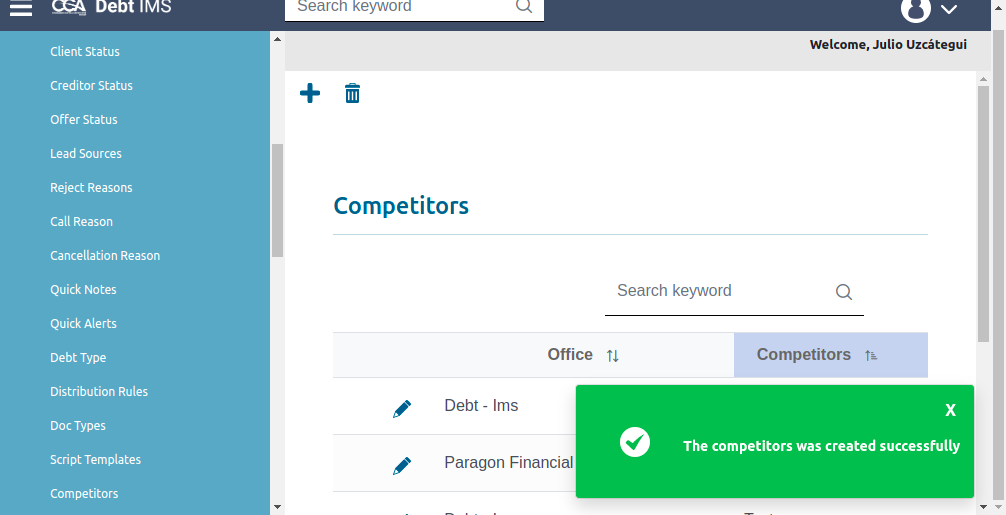 CCA Debt IMS
Search keyword
Welcome, Julio Uzcátegui
Client Status
Creditor Status
Offer Status
Lead Sources
Reject Reasons
Call Reason
Cancellation Reason
Quick Notes
Quick Alerts
Debt Type
Distribution Rules
Doc Types
Script Templates
Competitors
Competitors
Search keyword
Office Competitors
Debt - Ims
Paragon Financial
X
The competitors was created successfully